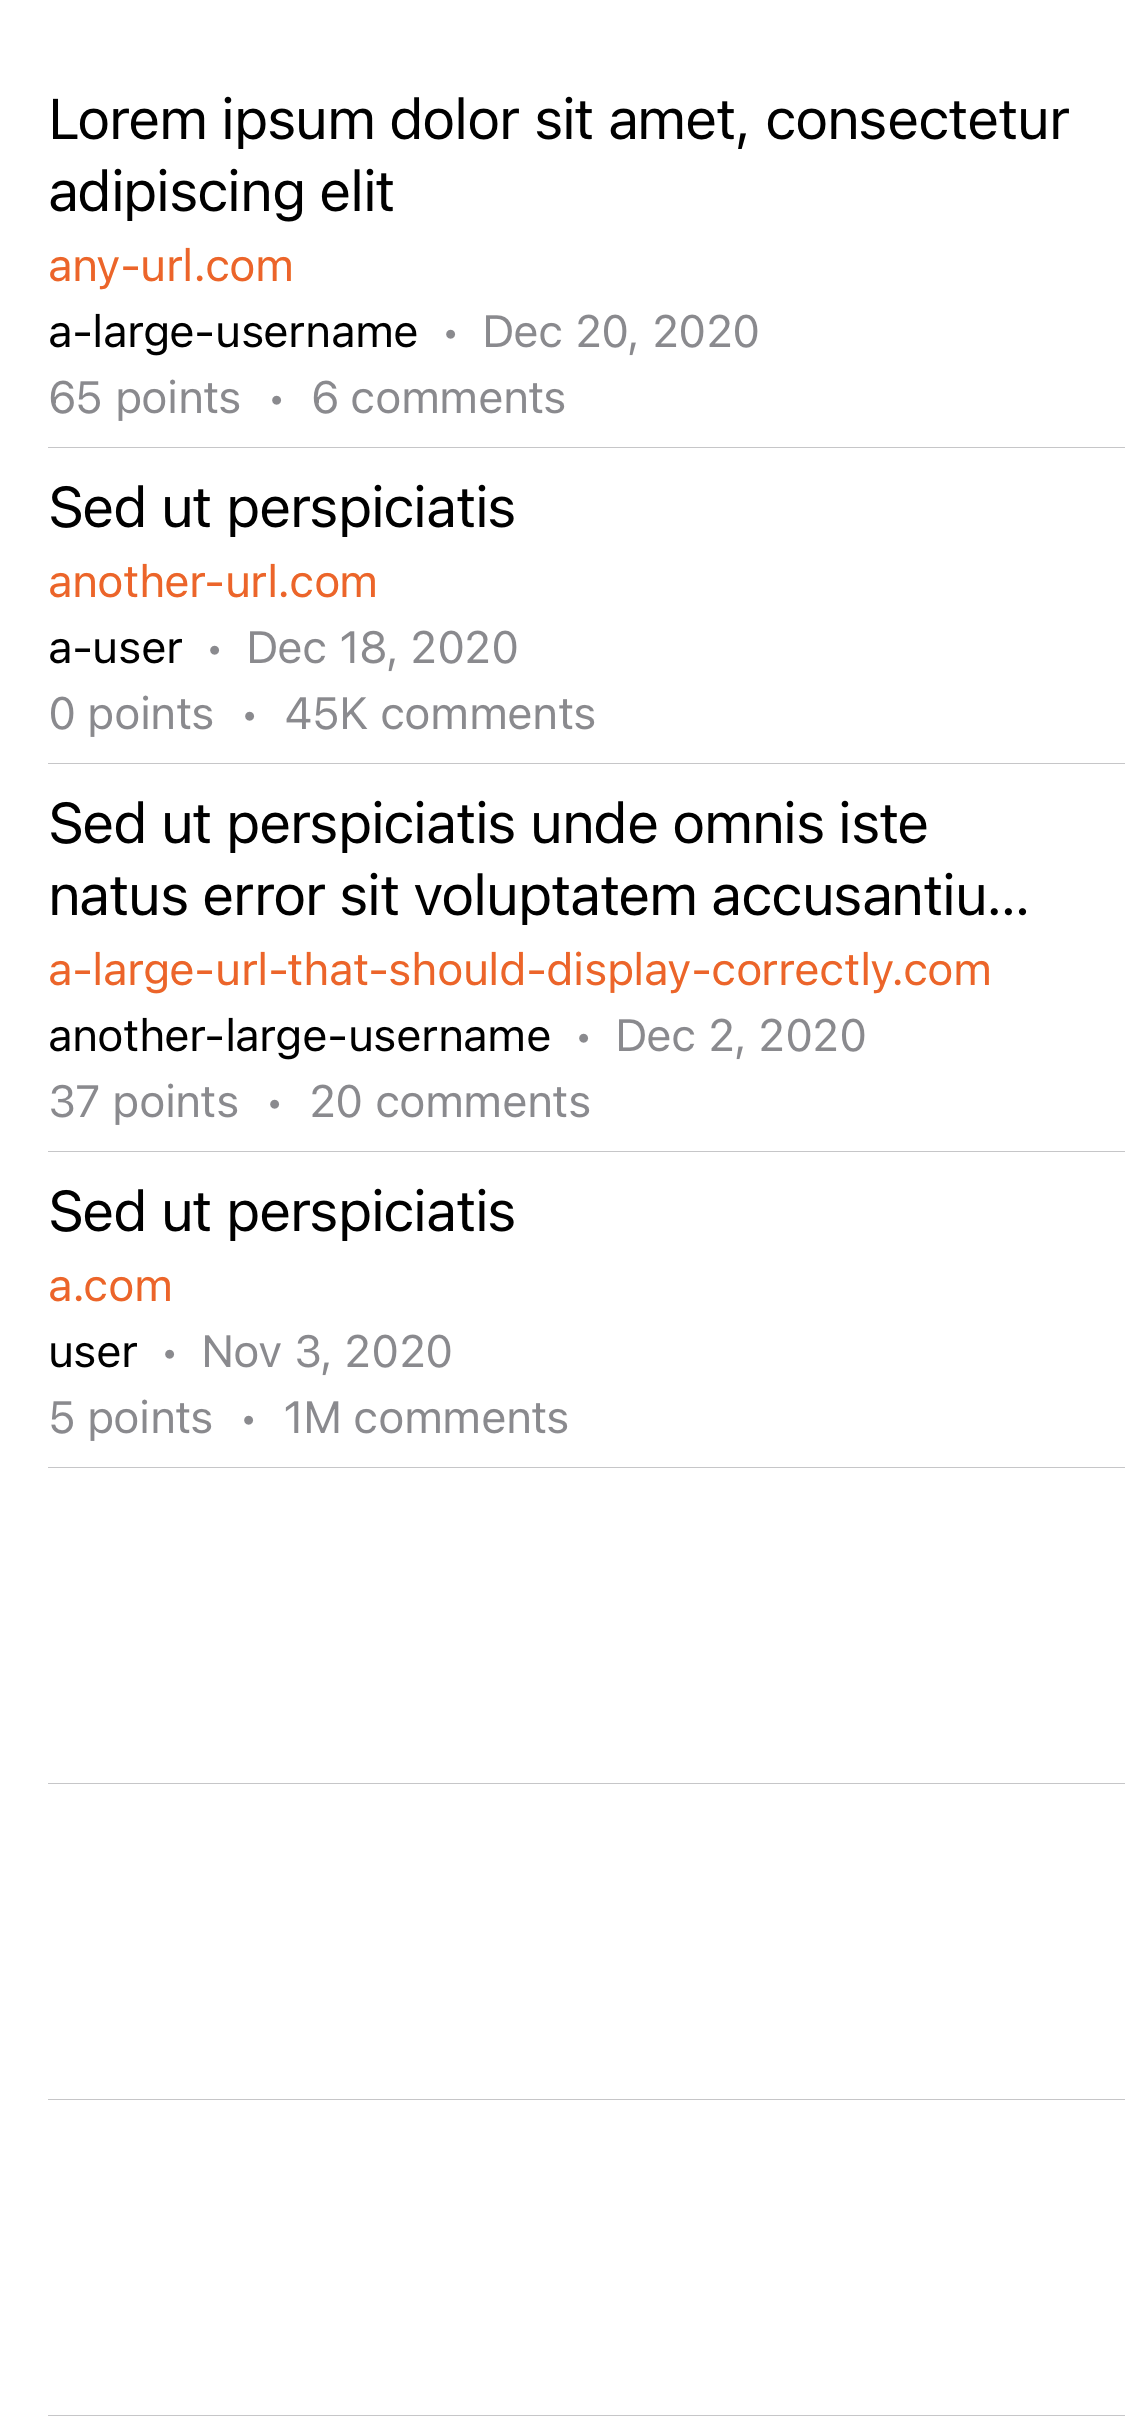 Lorem ipsum dolor sit amet, consectetur
adipiscing elit
any-url.com
a-large-username • Dec 20, 2020
65 points • 6 comments
Sed ut perspiciatis
another-url.com
a-user • Dec 18, 2020
0 points • 45K comments
Sed ut perspiciatis unde omnis iste
natus error sit voluptatem accusantiu...
a-large-url-that-should-display-correctly.com
another-large-username • Dec 2, 2020
37 points • 20 comments
Sed ut perspiciatis
a.com
user • Nov 3, 2020
5 points • 1M comments